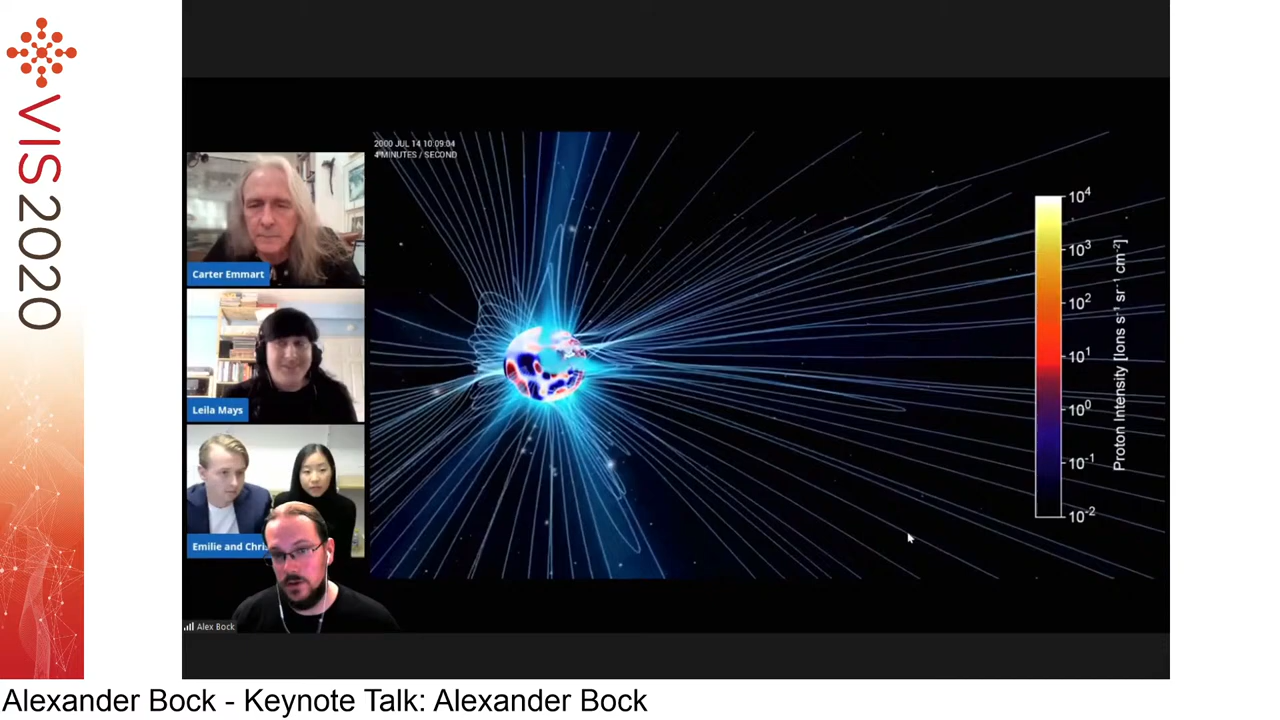 VIS2020
2000 JUL 14 10:09:04
4 MINUTES / SECOND
Carter Emmart
Leila Mays
Emilie and Chris
Alex Bock
10⁴
10³
10²
10¹
10⁰
10⁻¹
10⁻²
Proton Intensity [Ions s⁻¹ sr⁻¹ cm⁻²]
Alexander Bock - Keynote Talk: Alexander Bock